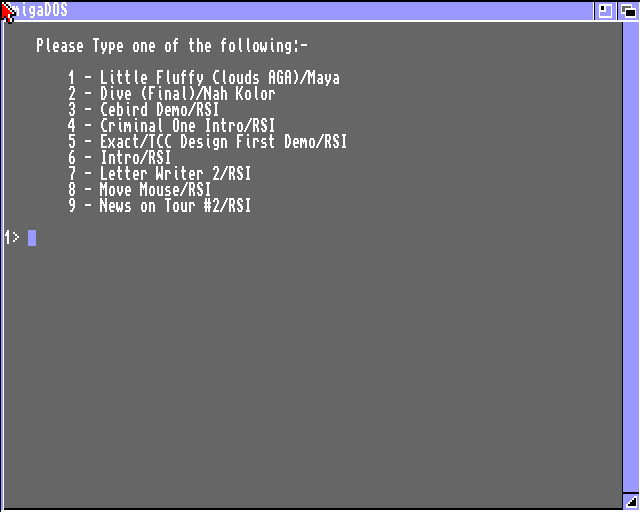 AmigaDOS
Please Type one of the following:-
1 - Little Fluffy Clouds AGA)/Maya
2 - Dive (Final)/Nah Kolor
3 - Cebird Demo/RSI
4 - Criminal One Intro/RSI
5 - Exact/TCC Design First Demo/RSI
6 - Intro/RSI
7 - Letter Writer 2/RSI
8 - Move Mouse/RSI
9 - News on Tour #2/RSI
1>